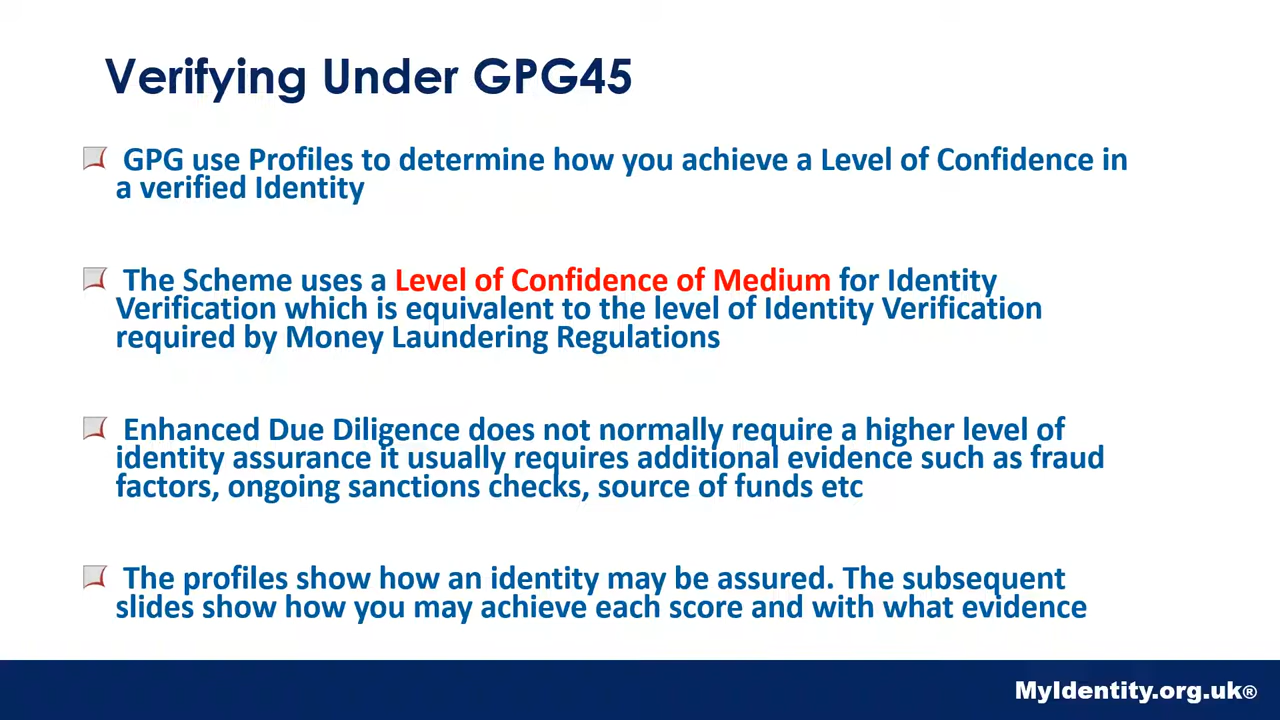 Verifying Under GPG45
GPG use Profiles to determine how you achieve a Level of Confidence in
a verified Identity
The Scheme uses a Level of Confidence of Medium for Identity
Verification which is equivalent to the level of Identity Verification
required by Money Laundering Regulations
Enhanced Due Diligence does not normally require a higher level of
identity assurance it usually requires additional evidence such as fraud
factors, ongoing sanctions checks, source of funds etc
The profiles show how an identity may be assured. The subsequent
slides show how you may achieve each score and with what evidence
MyIdentity.org.uk®